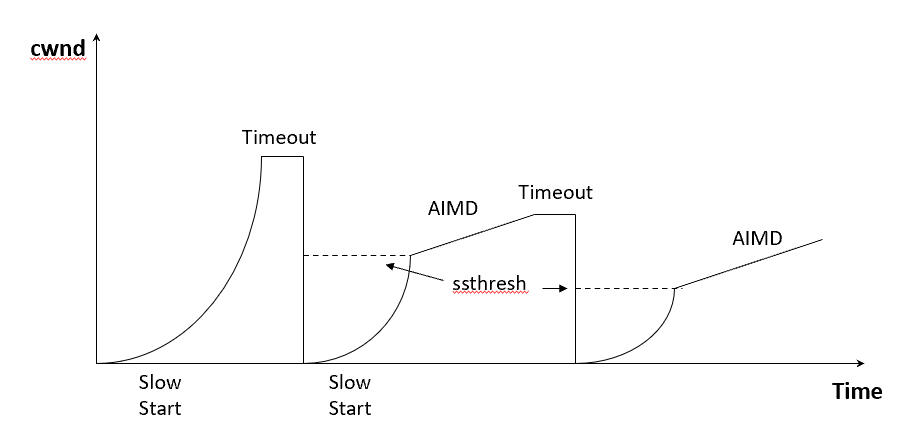 cwnd
Timeout
Timeout
AIMD
AIMD
ssthresh
Slow
Start
Slow
Start
Time